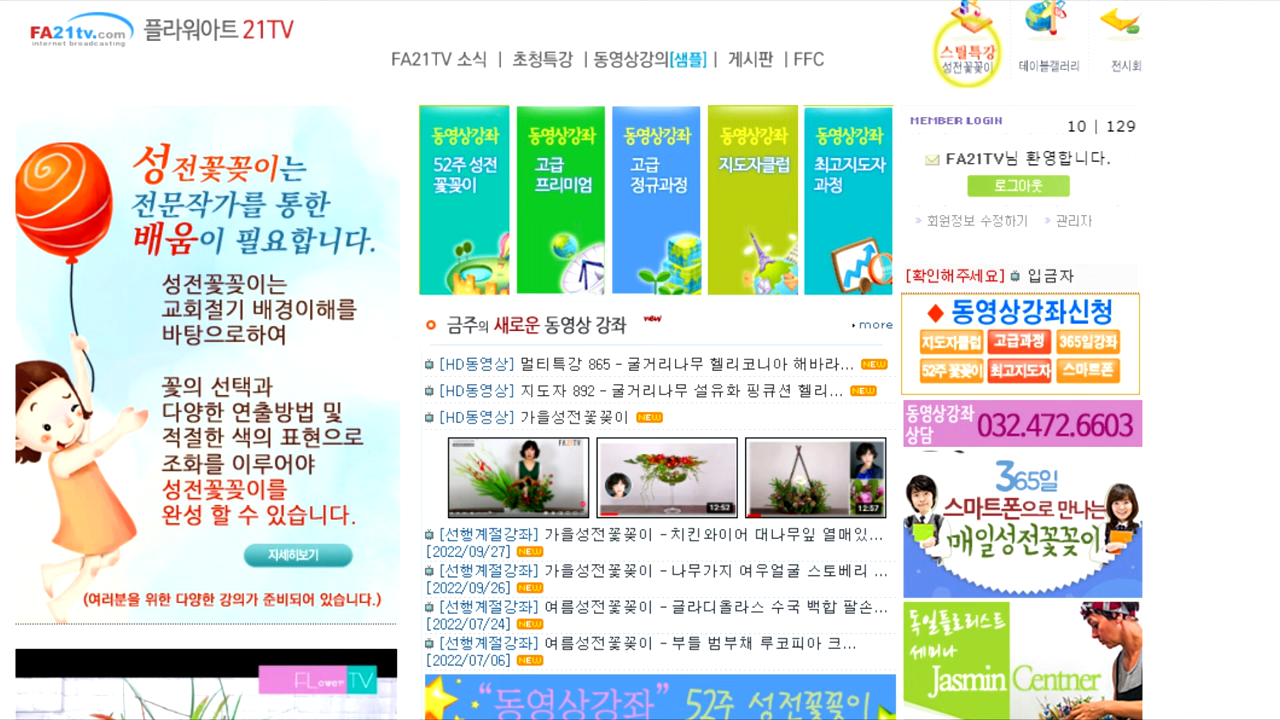 FA21tv.com
internet broadcasting
플라워아트 21TV
FA21TV 소식 | 초청특강 | 동영상강의[샘플] | 게시판 | FFC
스밀특강
성전꽃꽂이
테이블갤러리
전시회
성전꽃꽂이는
전문작가를 통한
배움이 필요합니다.
성전꽃꽂이는
교회절기 배경이해를
바탕으로하여
꽃의 선택과
다양한 연출방법 및
적절한 색의 표현으로
조화를 이루어야
성전꽃꽂이를
완성 할 수 있습니다.
자세히보기
(여러분을 위한 다양한 강의가 준비되어 있습니다.)
FLower TV
동영상강좌
52주 성전
꽃꽂이
동영상강좌
고급
프리미엄
동영상강좌
고급
정규과정
동영상강좌
지도자클럽
동영상강좌
최고지도자
과정
금주의 새로운 동영상 강좌 new
more
[HD동영상] 멀티특강 865 - 굴거리나무 헬리코니아 해바라... NEW
[HD동영상] 지도자 892 - 굴거리나무 설유화 핑큐션 헬리... NEW
[HD동영상] 가을성전꽃꽂이 NEW
FA21TV
12:52
12:57
[선행계절강좌] 가을성전꽃꽂이 - 치킨와이어 대나무잎 열매있...
[2022/09/27] NEW
[선행계절강좌] 가을성전꽃꽂이 - 나무가지 여우얼굴 스토베리 ...
[2022/09/26] NEW
[선행계절강좌] 여름성전꽃꽂이 - 글라디올라스 수국 백합 팔손...
[2022/07/24] NEW
[선행계절강좌] 여름성전꽃꽂이 - 부들 범부채 루코피아 크...
[2022/07/06] NEW
"동영상강좌" 52주 성전꽃꽂이
MEMBER LOGIN
10 | 129
FA21TV님 환영합니다.
로그아웃
회원정보 수정하기
관리자
[확인해주세요] 입금자
동영상강좌신청
지도자클럽 고급과정 365일강좌
52주 꽃꽂이 최고지도자 스마트폰
동영상강좌
상담
032.472.6603
365일
스마트폰으로 만나는
매일성전꽃꽂이
독일플로리스트
세미나
Jasmin Centner